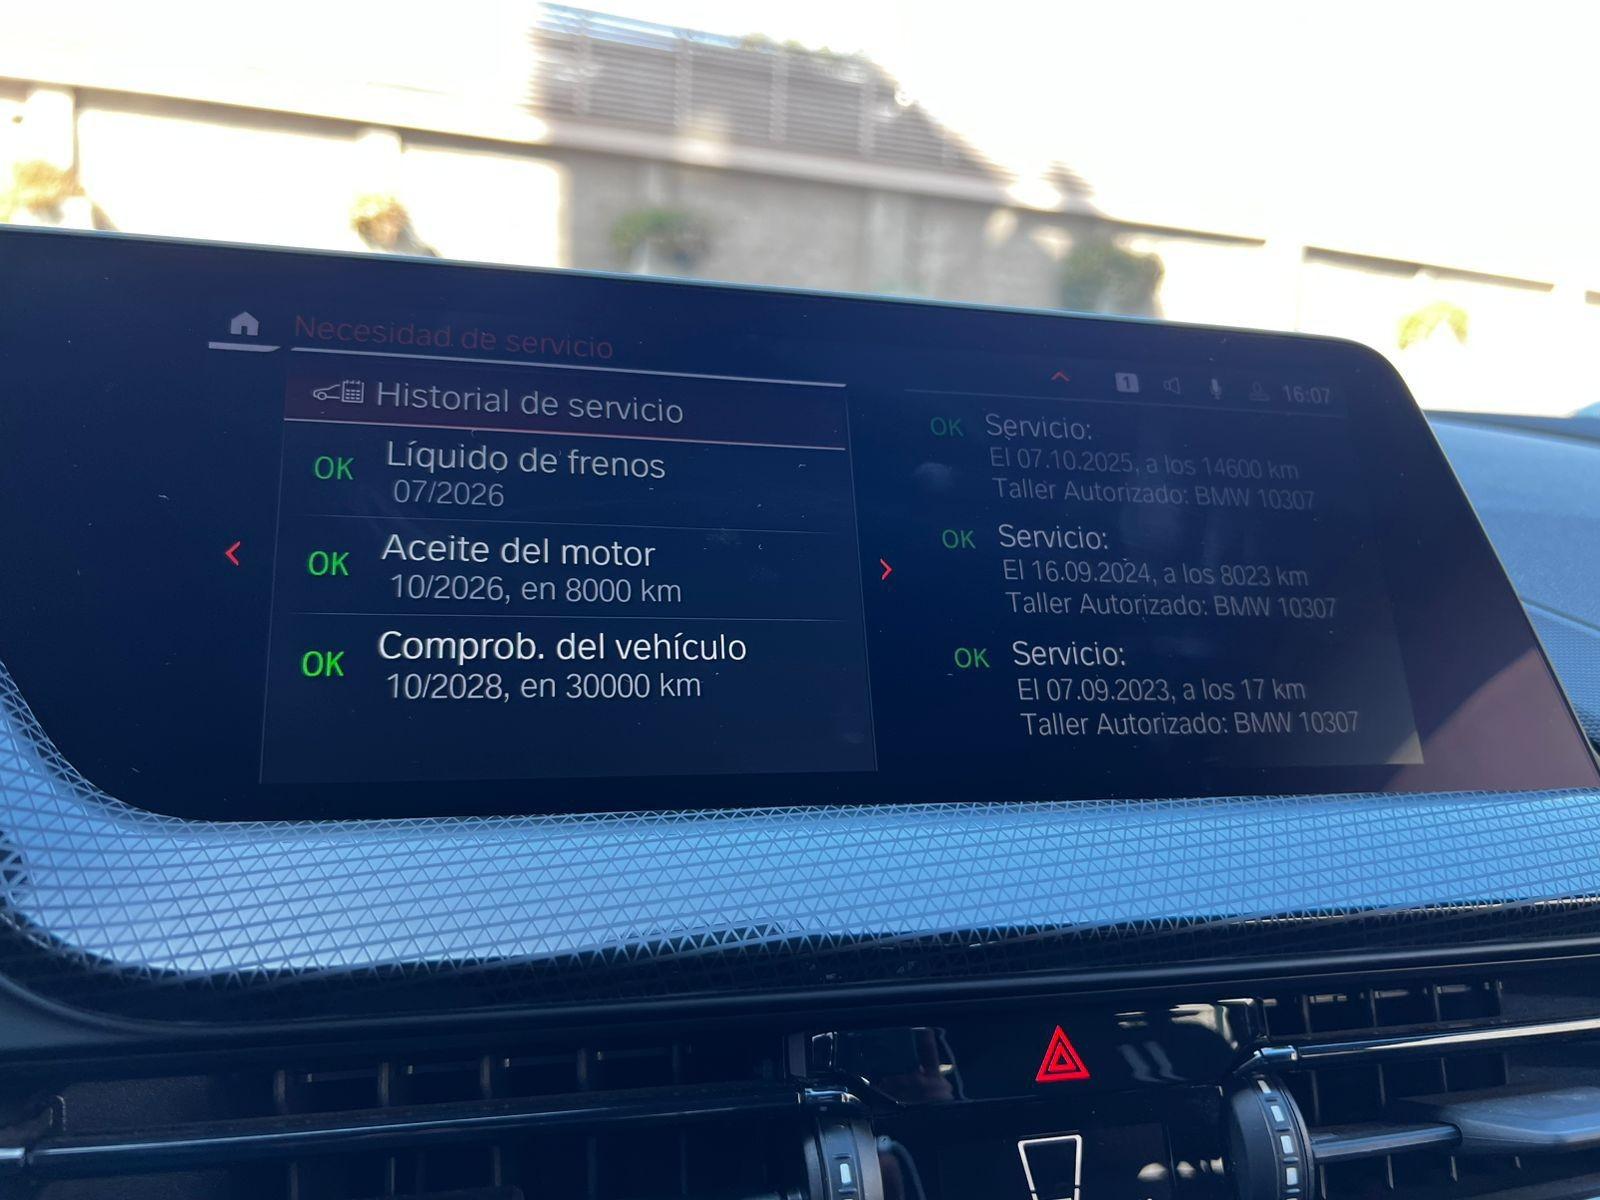 Necesidad de servicio
Historial de servicio
OK Líquido de frenos
07/2026
OK Aceite del motor
10/2026, en 8000 km
OK Comprob. del vehículo
10/2028, en 30000 km
1 16:07
OK Servicio:
El 07.10.2025, a los 14600 km
Taller Autorizado: BMW 10307
OK Servicio:
El 16.09.2024, a los 8023 km
Taller Autorizado: BMW 10307
OK Servicio:
El 07.09.2023, a los 17 km
Taller Autorizado: BMW 10307